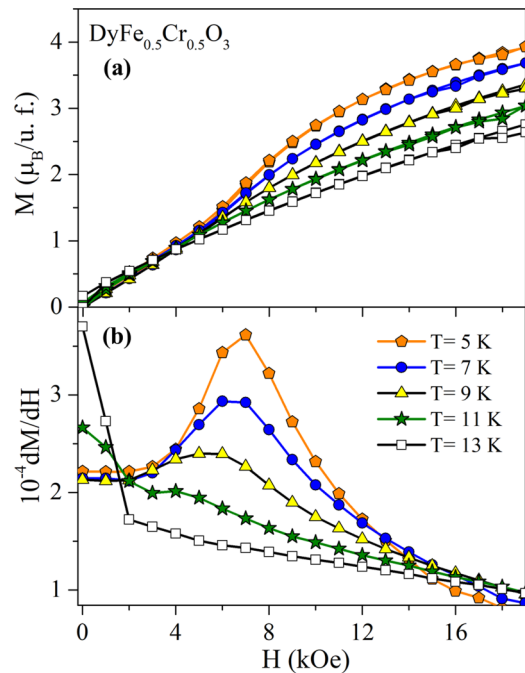 DyFe₀.₅Cr₀.₅O₃
(a)
M (μ_B/u. f.)
4
3
2
1
0
(b)
T= 5 K
T= 7 K
T= 9 K
T= 11 K
T= 13 K
10⁻⁴dM/dH
3
2
1
0 4 8 12 16
H (kOe)